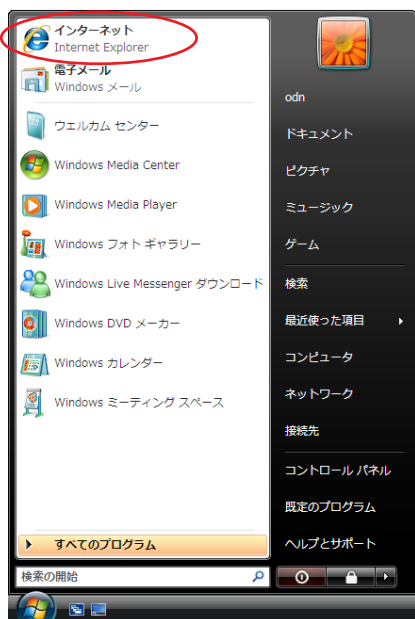 インターネット
Internet Explorer
電子メール
Windows メール
ウェルカム センター
Windows Media Center
Windows Media Player
Windows フォト ギャラリー
Windows Live Messenger ダウンロード
Windows DVD メーカー
Windows カレンダー
Windows ミーティング スペース
すべてのプログラム
検索の開始
odn
ドキュメント
ピクチャ
ミュージック
ゲーム
検索
最近使った項目
コンピュータ
ネットワーク
接続先
コントロール パネル
既定のプログラム
ヘルプとサポート